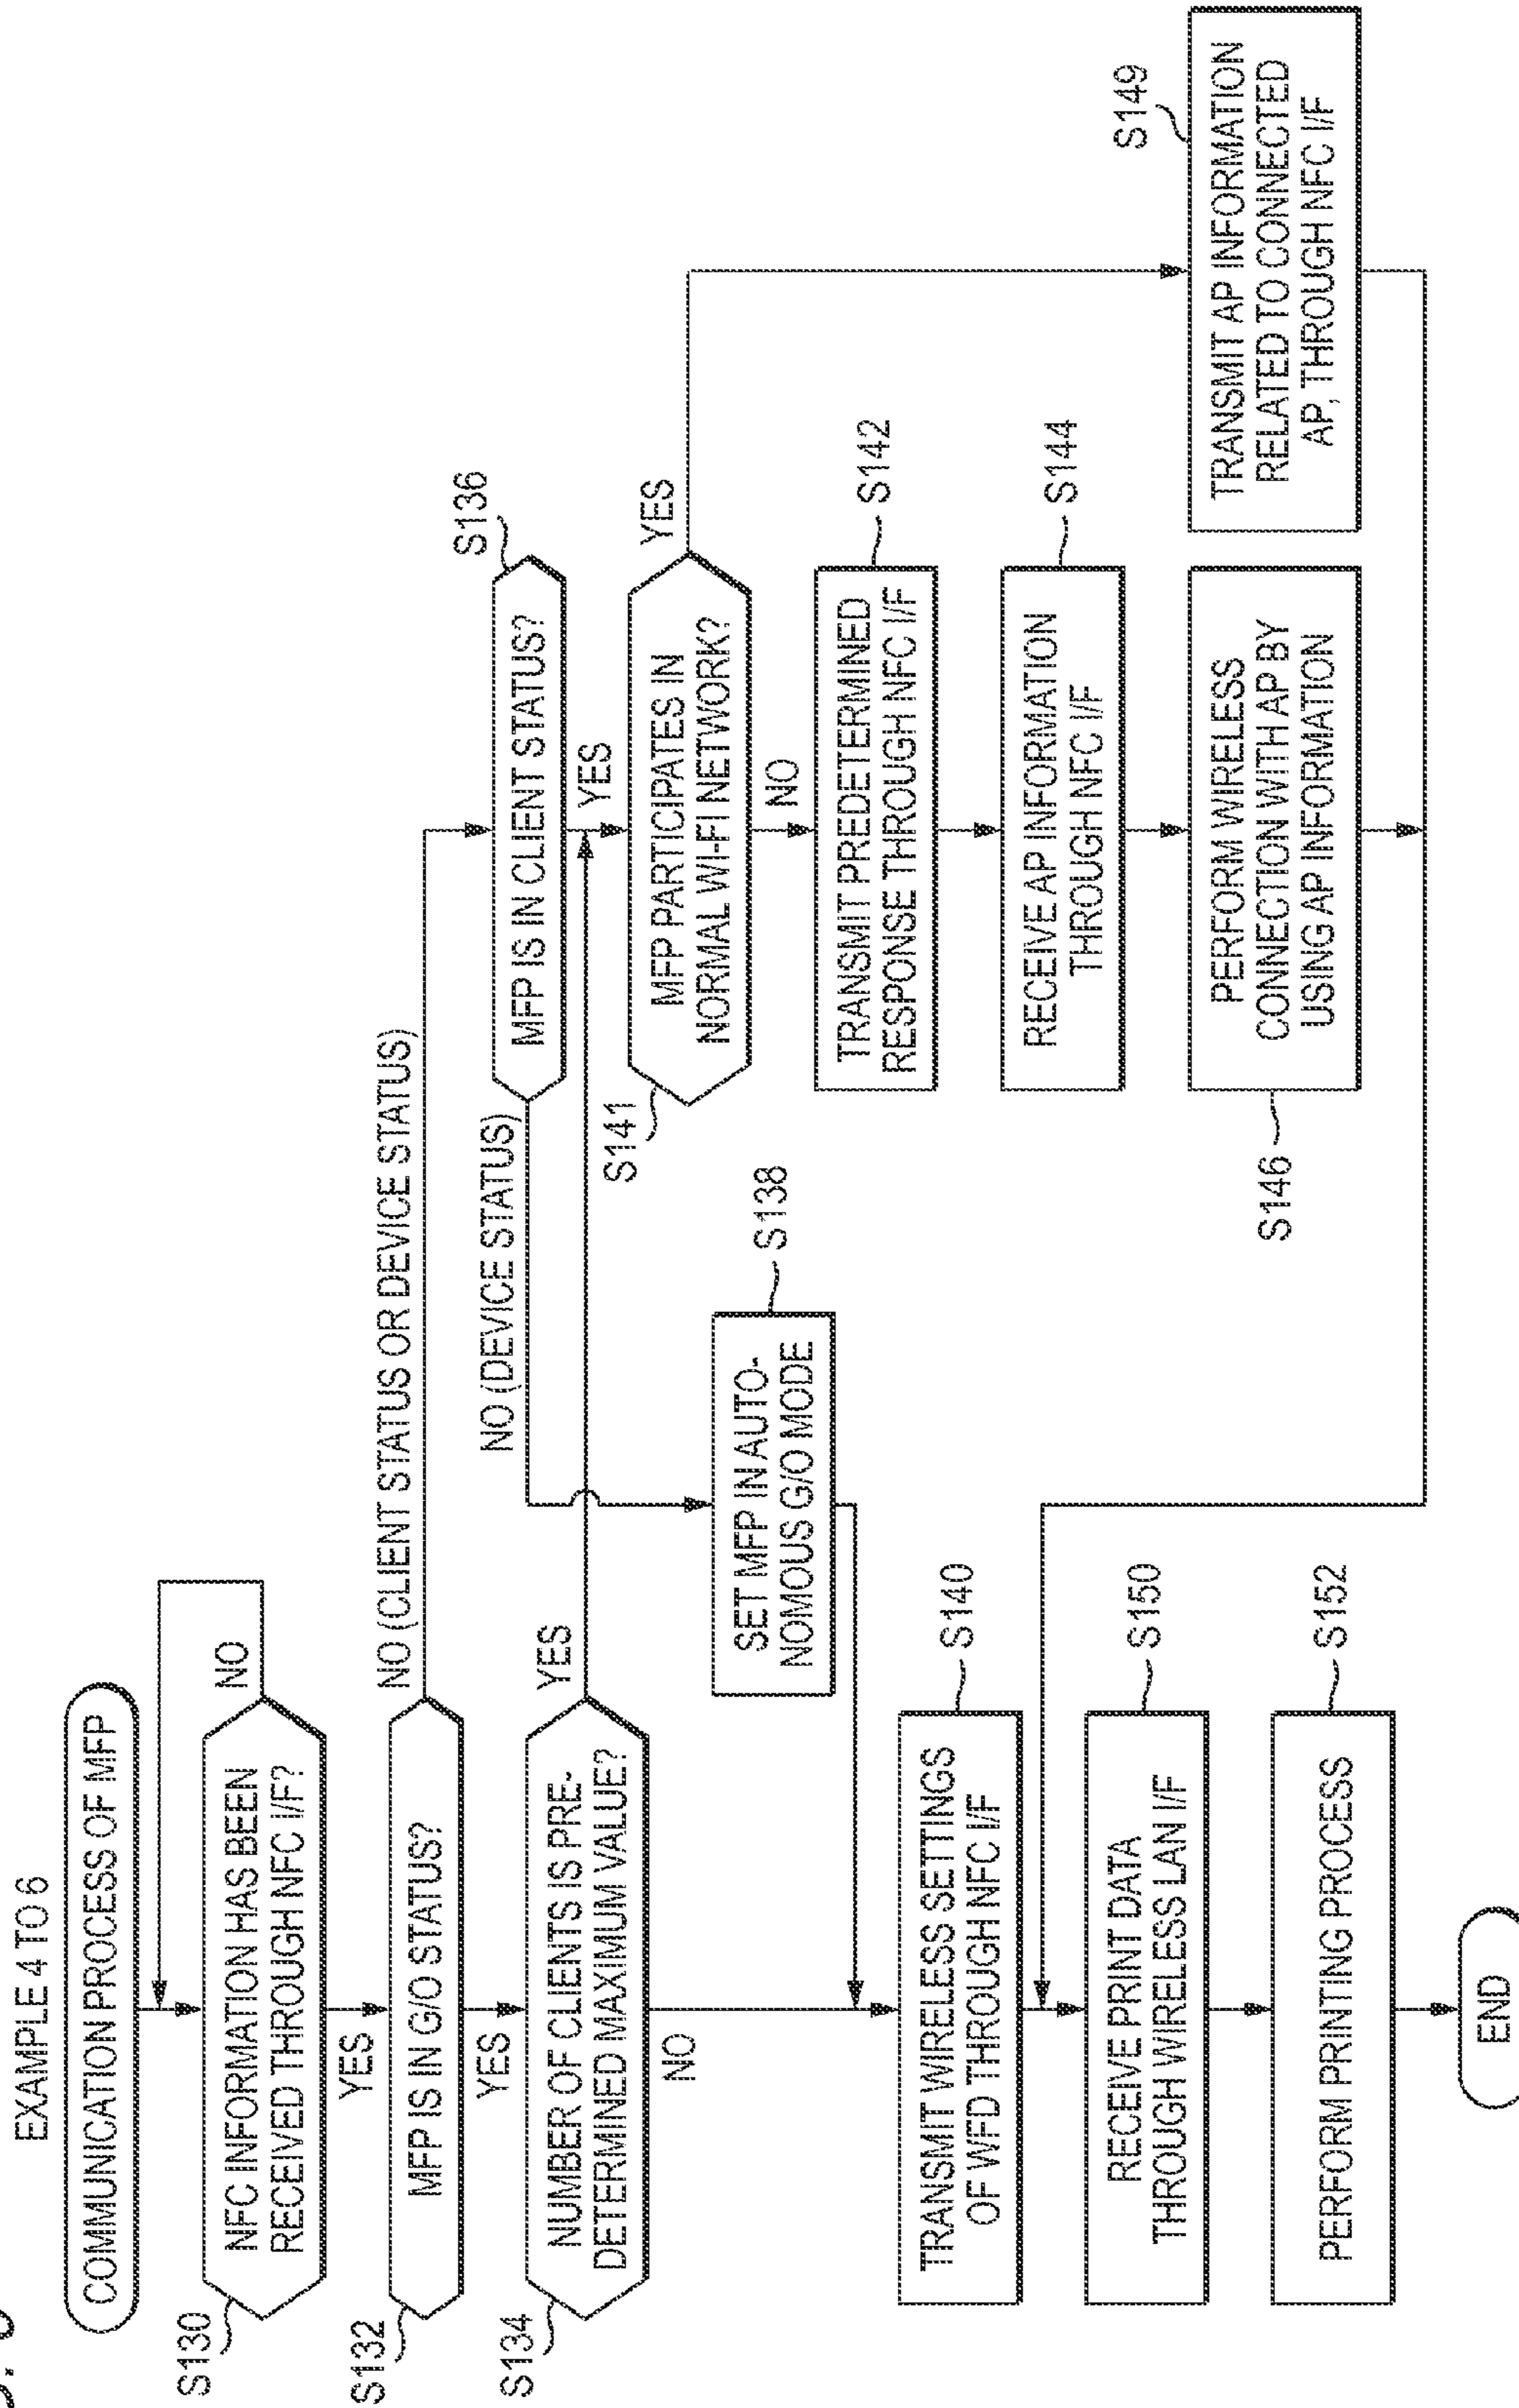 EXAMPLE 4 TO 6
COMMUNICATION PROCESS OF MFP
S130
NFC INFORMATION HAS BEEN
RECEIVED THROUGH NFC I/F?
NO
YES
S132
MFP IS IN G/O STATUS?
NO (CLIENT STATUS OR DEVICE STATUS)
YES
S134
NUMBER OF CLIENTS IS PRE-
DETERMINED MAXIMUM VALUE?
YES
NO
S136
MFP IS IN CLIENT STATUS?
NO (DEVICE STATUS)
YES
S138
SET MFP IN AUTO-
NOMOUS G/O MODE
S141
MFP PARTICIPATES IN
NORMAL WI-FI NETWORK?
YES
NO
S142
TRANSMIT PREDETERMINED
RESPONSE THROUGH NFC I/F
S144
RECEIVE AP INFORMATION
THROUGH NFC I/F
S146
PERFORM WIRELESS
CONNECTION WITH AP BY
USING AP INFORMATION
S149
TRANSMIT AP INFORMATION
RELATED TO CONNECTED
AP, THROUGH NFC I/F
S140
TRANSMIT WIRELESS SETTINGS
OF WFD THROUGH NFC I/F
S150
RECEIVE PRINT DATA
THROUGH WIRELESS LAN I/F
S152
PERFORM PRINTING PROCESS
END